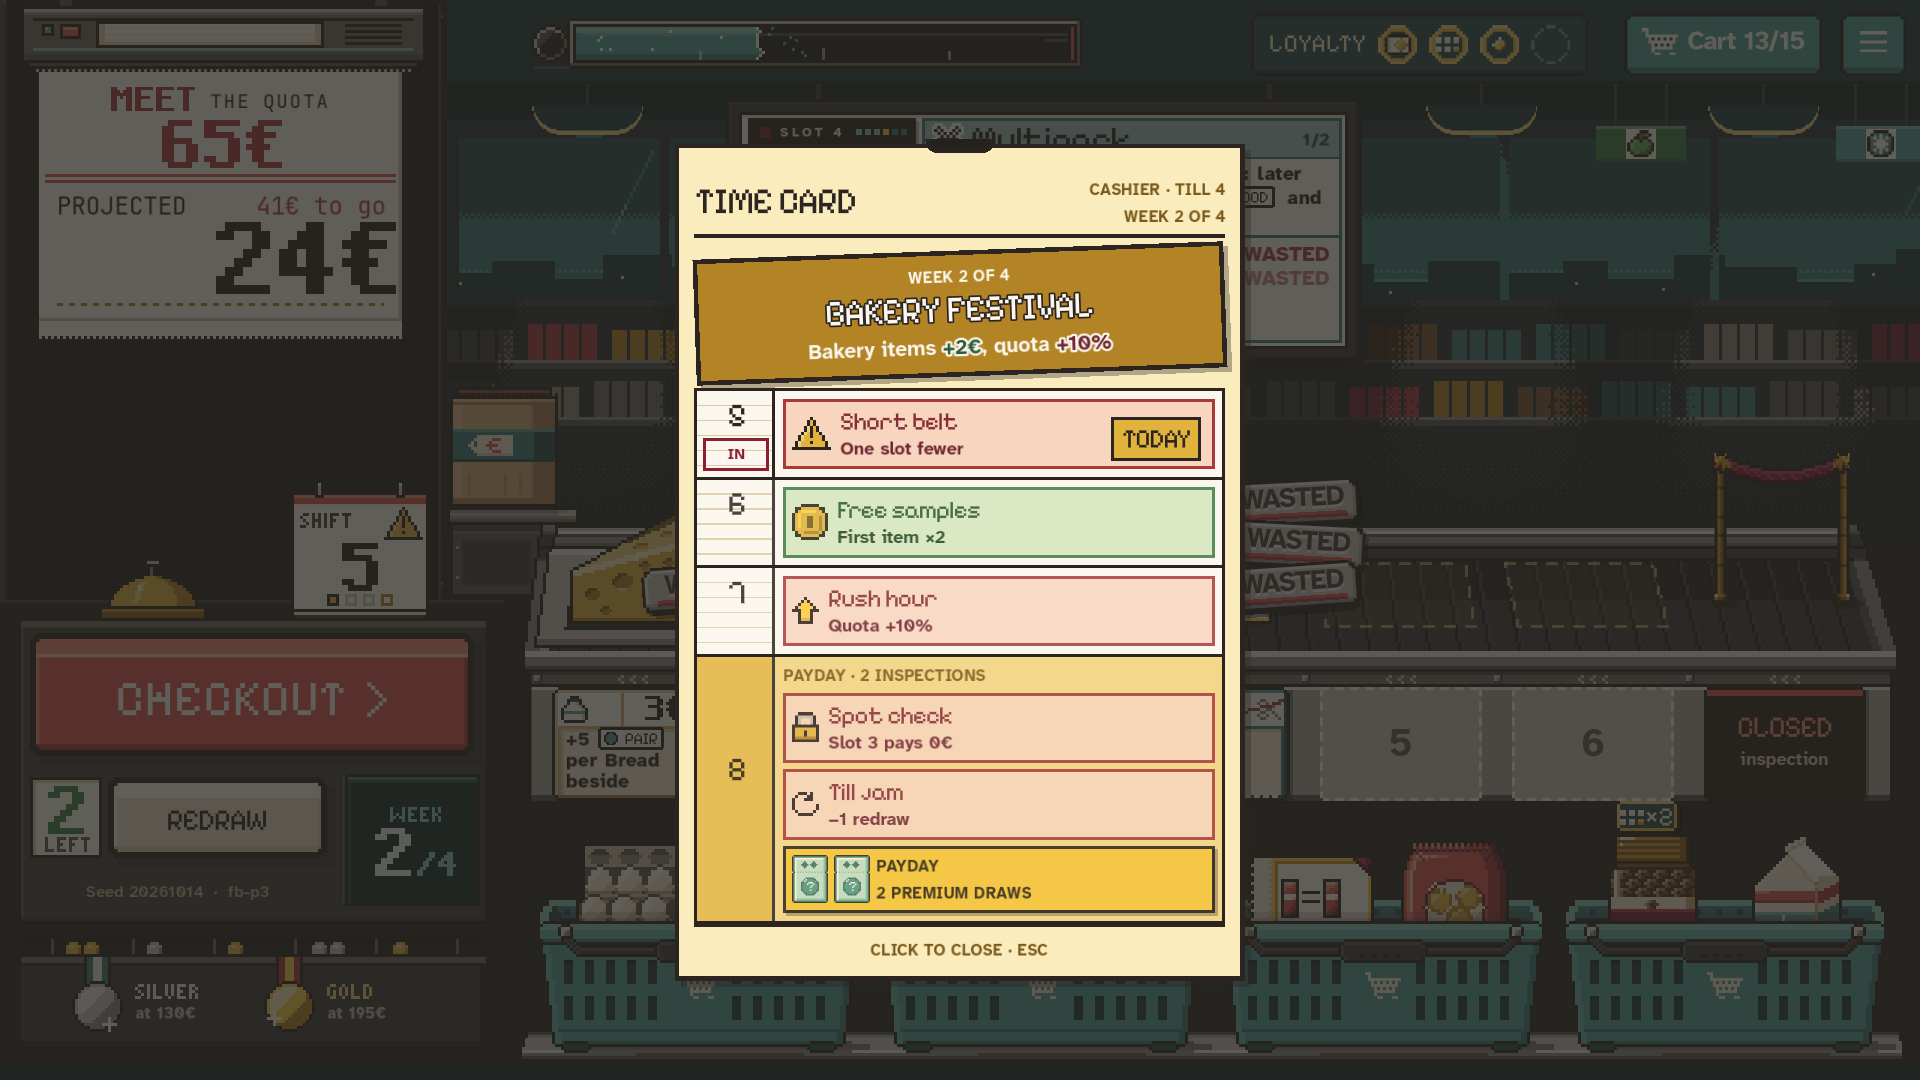 MEET THE QUOTA
65€
PROJECTED 41€ to go
24€
LOYALTY
Cart 13/15
SLOT 4
Multipack
1/2
later
and
WASTED
WASTED
TIME CARD
CASHIER · TILL 4
WEEK 2 OF 4
WEEK 2 OF 4
BAKERY FESTIVAL
Bakery items +2€, quota +10%
IN
Short belt
One slot fewer
TODAY
6
Free samples
First item ×2
7
Rush hour
Quota +10%
8
PAYDAY · 2 INSPECTIONS
Spot check
Slot 3 pays 0€
Till jam
−1 redraw
PAYDAY
2 PREMIUM DRAWS
CLICK TO CLOSE · ESC
SHIFT
5
CHECKOUT >
2
LEFT
REDRAW
WEEK
2/4
Seed 20261014 · fb-p3
SILVER
at 130€
GOLD
at 195€
WASTED
WASTED
WASTED
+5 PAIR
per Bread
beside
5
6
CLOSED
inspection
×2